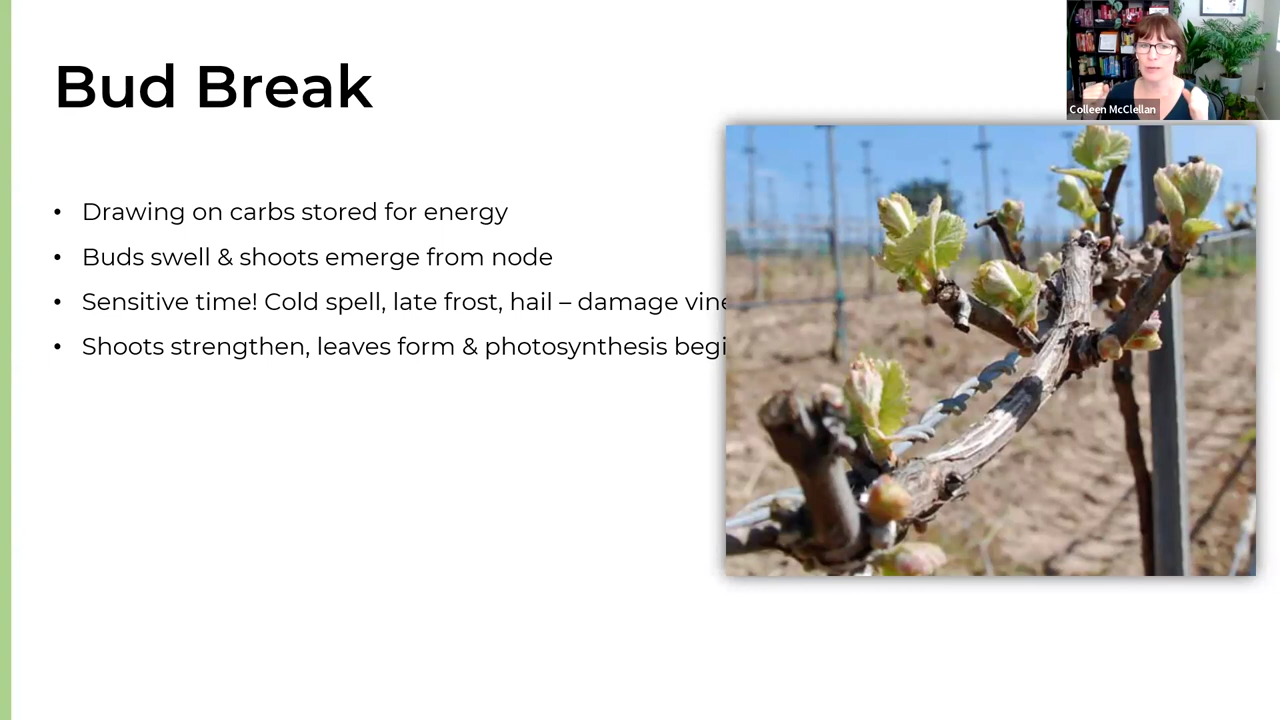 Bud Break
Colleen McClellan
• Drawing on carbs stored for energy
• Buds swell & shoots emerge from node
• Sensitive time! Cold spell, late frost, hail – damage vine
• Shoots strengthen, leaves form & photosynthesis begi